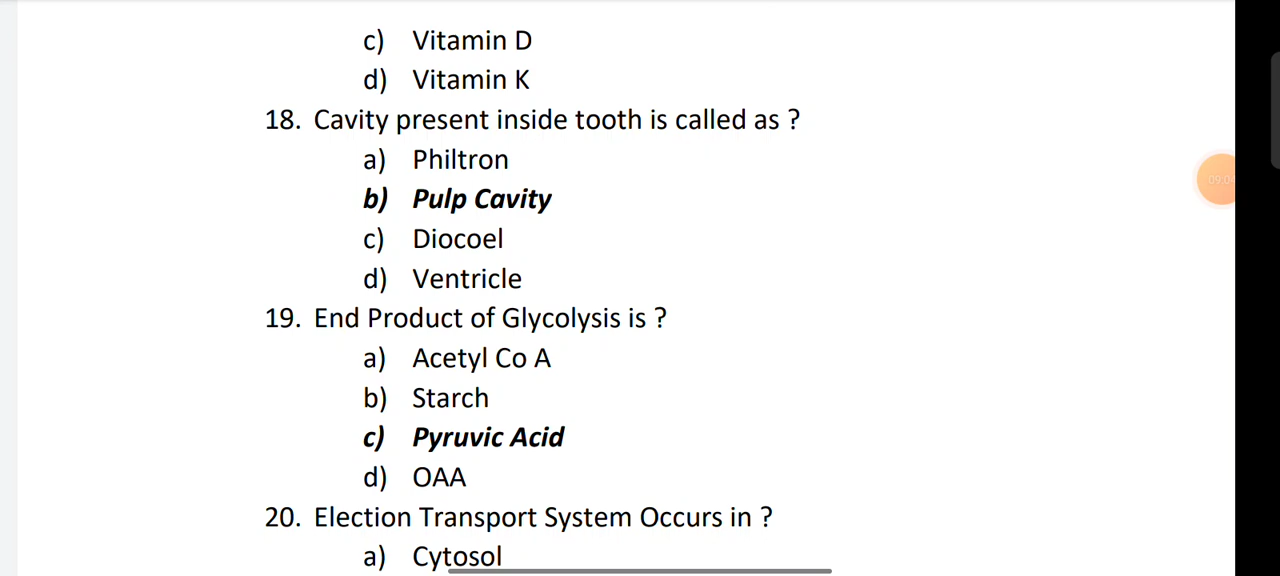 c) Vitamin D
d) Vitamin K
18. Cavity present inside tooth is called as ?
a) Philtron
b) Pulp Cavity
c) Diocoel
d) Ventricle
19. End Product of Glycolysis is ?
a) Acetyl Co A
b) Starch
c) Pyruvic Acid
d) OAA
20. Election Transport System Occurs in ?
a) Cytosol